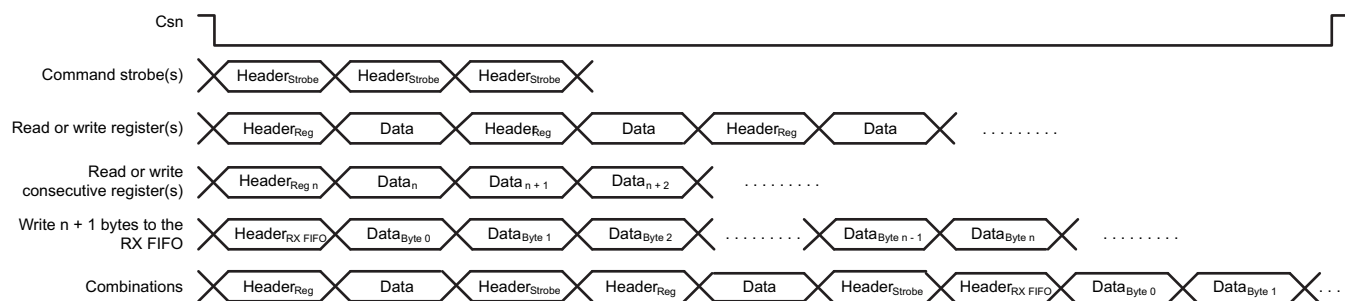 Csn
Command strobe(s) HeaderStrobe HeaderStrobe HeaderStrobe
Read or write register(s) HeaderReg Data HeaderReg Data HeaderReg Data . . . . . . . . .
Read or write
consecutive register(s) HeaderReg n Datan Datan + 1 Datan + 2 . . . . . . . . .
Write n + 1 bytes to the
RX FIFO HeaderRX FIFO DataByte 0 DataByte 1 DataByte 2 . . . . . . . . . DataByte n - 1 DataByte n . . . . . . . . .
Combinations HeaderReg Data HeaderStrobe HeaderReg Data HeaderStrobe HeaderRX FIFO DataByte 0 DataByte 1 . . .